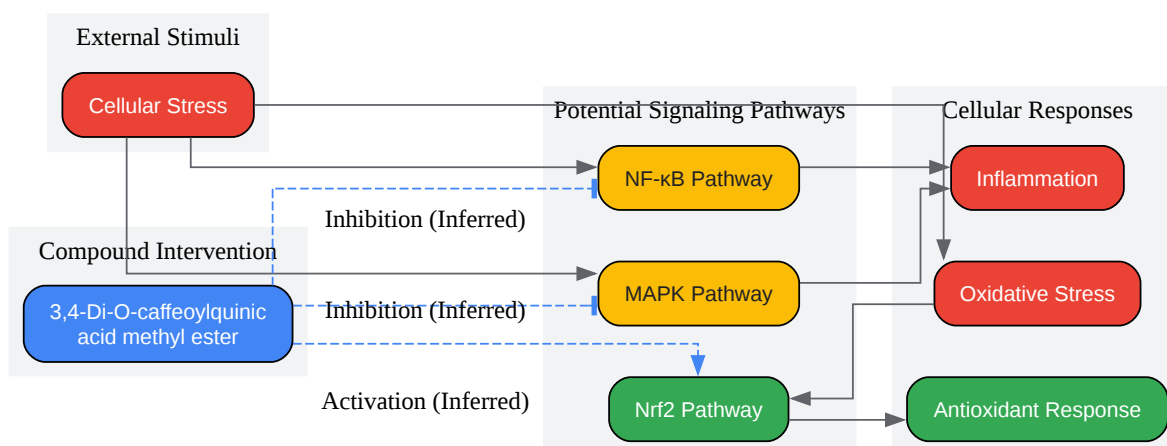 External Stimuli
Cellular Stress
Potential Signaling Pathways
Cellular Responses
NF-κB Pathway
Inflammation
Inhibition (Inferred)
Compound Intervention
3,4-Di-O-caffeoylquinic
acid methyl ester
MAPK Pathway
Oxidative Stress
Inhibition (Inferred)
Activation (Inferred)
Nrf2 Pathway
Antioxidant Response